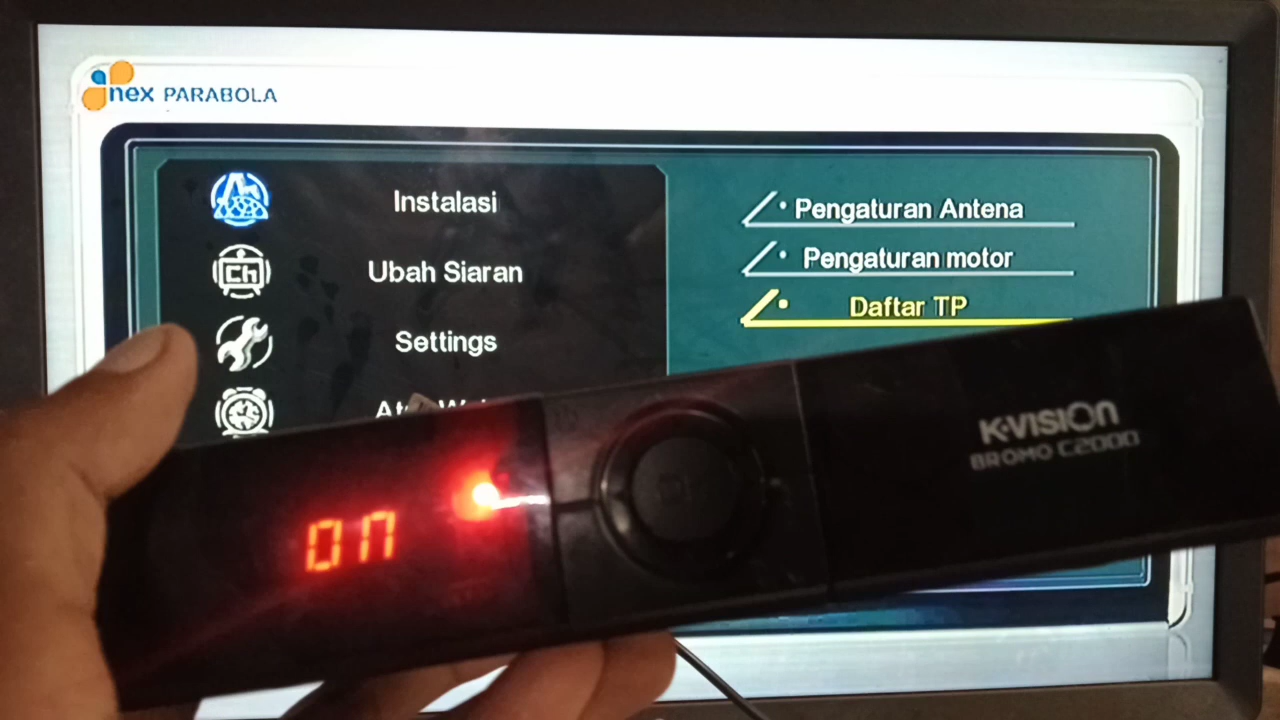 nex PARABOLA
Instalasi
Pengaturan Antena
Ubah Siaran
Pengaturan motor
Settings
Daftar TP
K-VISION
BROMO C2000
on